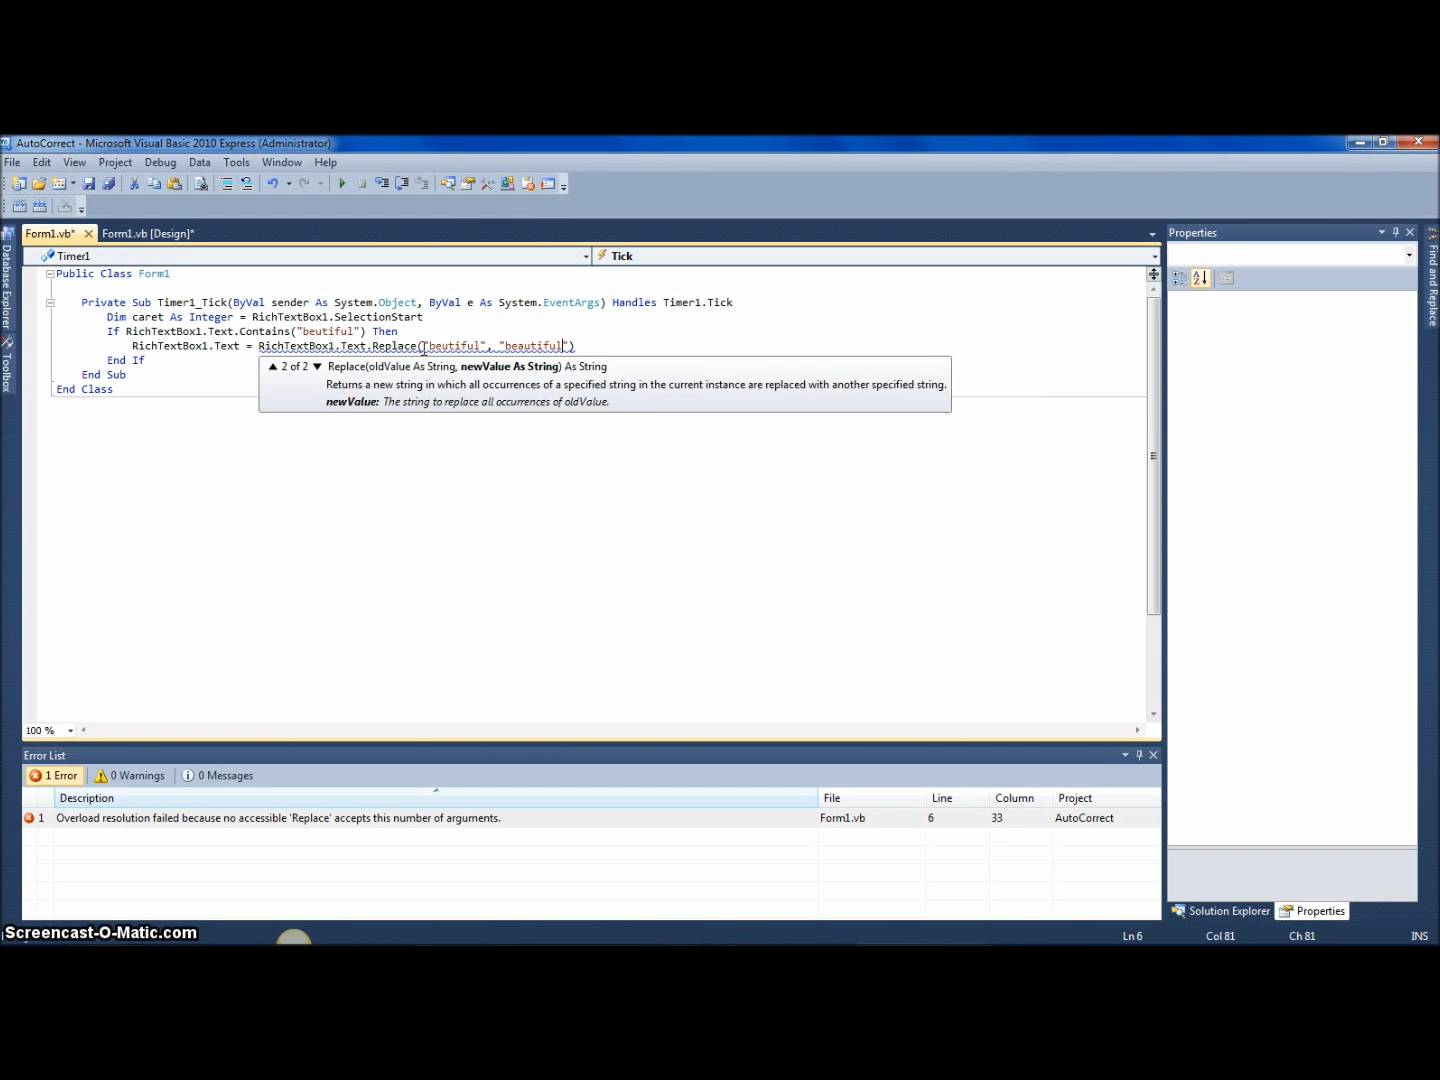 AutoCorrect - Microsoft Visual Basic 2010 Express (Administrator)
File Edit View Project Debug Data Tools Window Help
Form1.vb* Form1.vb [Design]*
Timer1 Tick
Public Class Form1
Private Sub Timer1_Tick(ByVal sender As System.Object, ByVal e As System.EventArgs) Handles Timer1.Tick
Dim caret As Integer = RichTextBox1.SelectionStart
If RichTextBox1.Text.Contains("beutiful") Then
RichTextBox1.Text = RichTextBox1.Text.Replace("beutiful", "beautiful")
End If
End Sub
End Class
2 of 2 Replace(oldValue As String, newValue As String) As String
Returns a new string in which all occurrences of a specified string in the current instance are replaced with another specified string.
newValue: The string to replace all occurrences of oldValue.
100 %
Database Explorer
Toolbox
Properties
Find and Replace
Error List
1 Error 0 Warnings 0 Messages
Description File Line Column Project
1 Overload resolution failed because no accessible 'Replace' accepts this number of arguments. Form1.vb 6 33 AutoCorrect
Solution Explorer Properties
Screencast-O-Matic.com
Ln 6 Col 81 Ch 81 INS